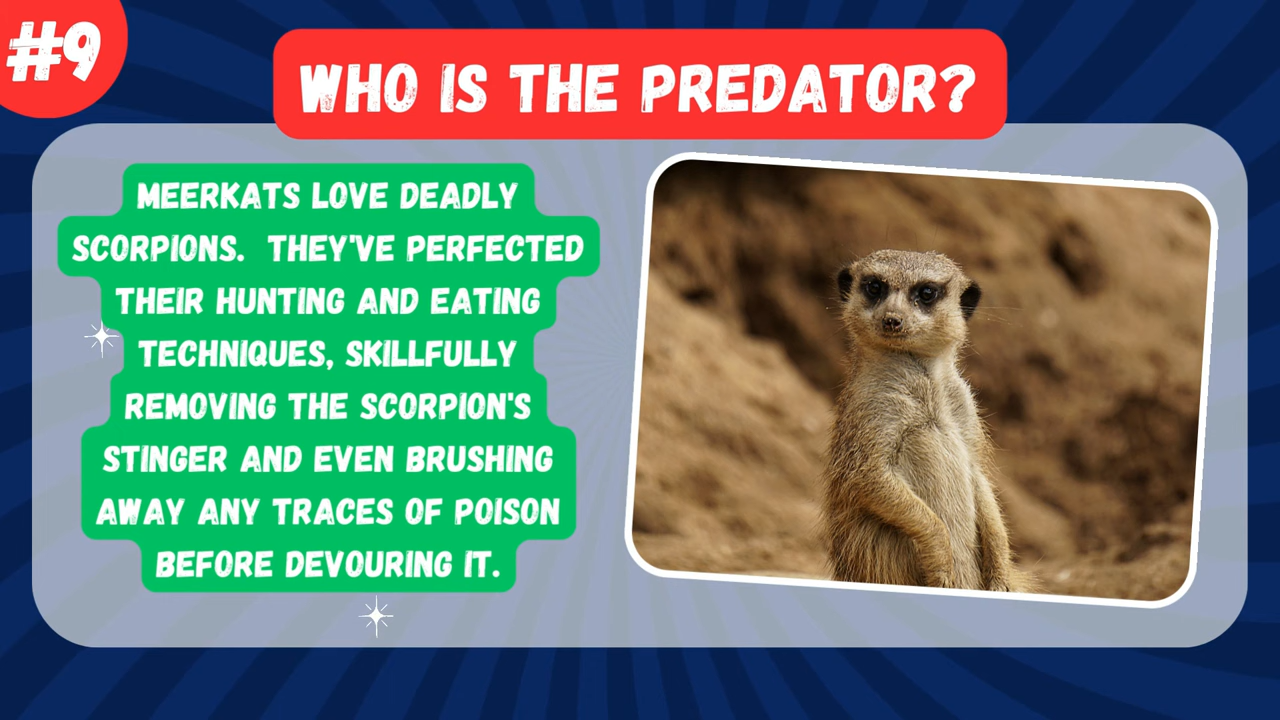 #9
WHO IS THE PREDATOR?
MEERKATS LOVE DEADLY
SCORPIONS. THEY'VE PERFECTED
THEIR HUNTING AND EATING
TECHNIQUES, SKILLFULLY
REMOVING THE SCORPION'S
STINGER AND EVEN BRUSHING
AWAY ANY TRACES OF POISON
BEFORE DEVOURING IT.